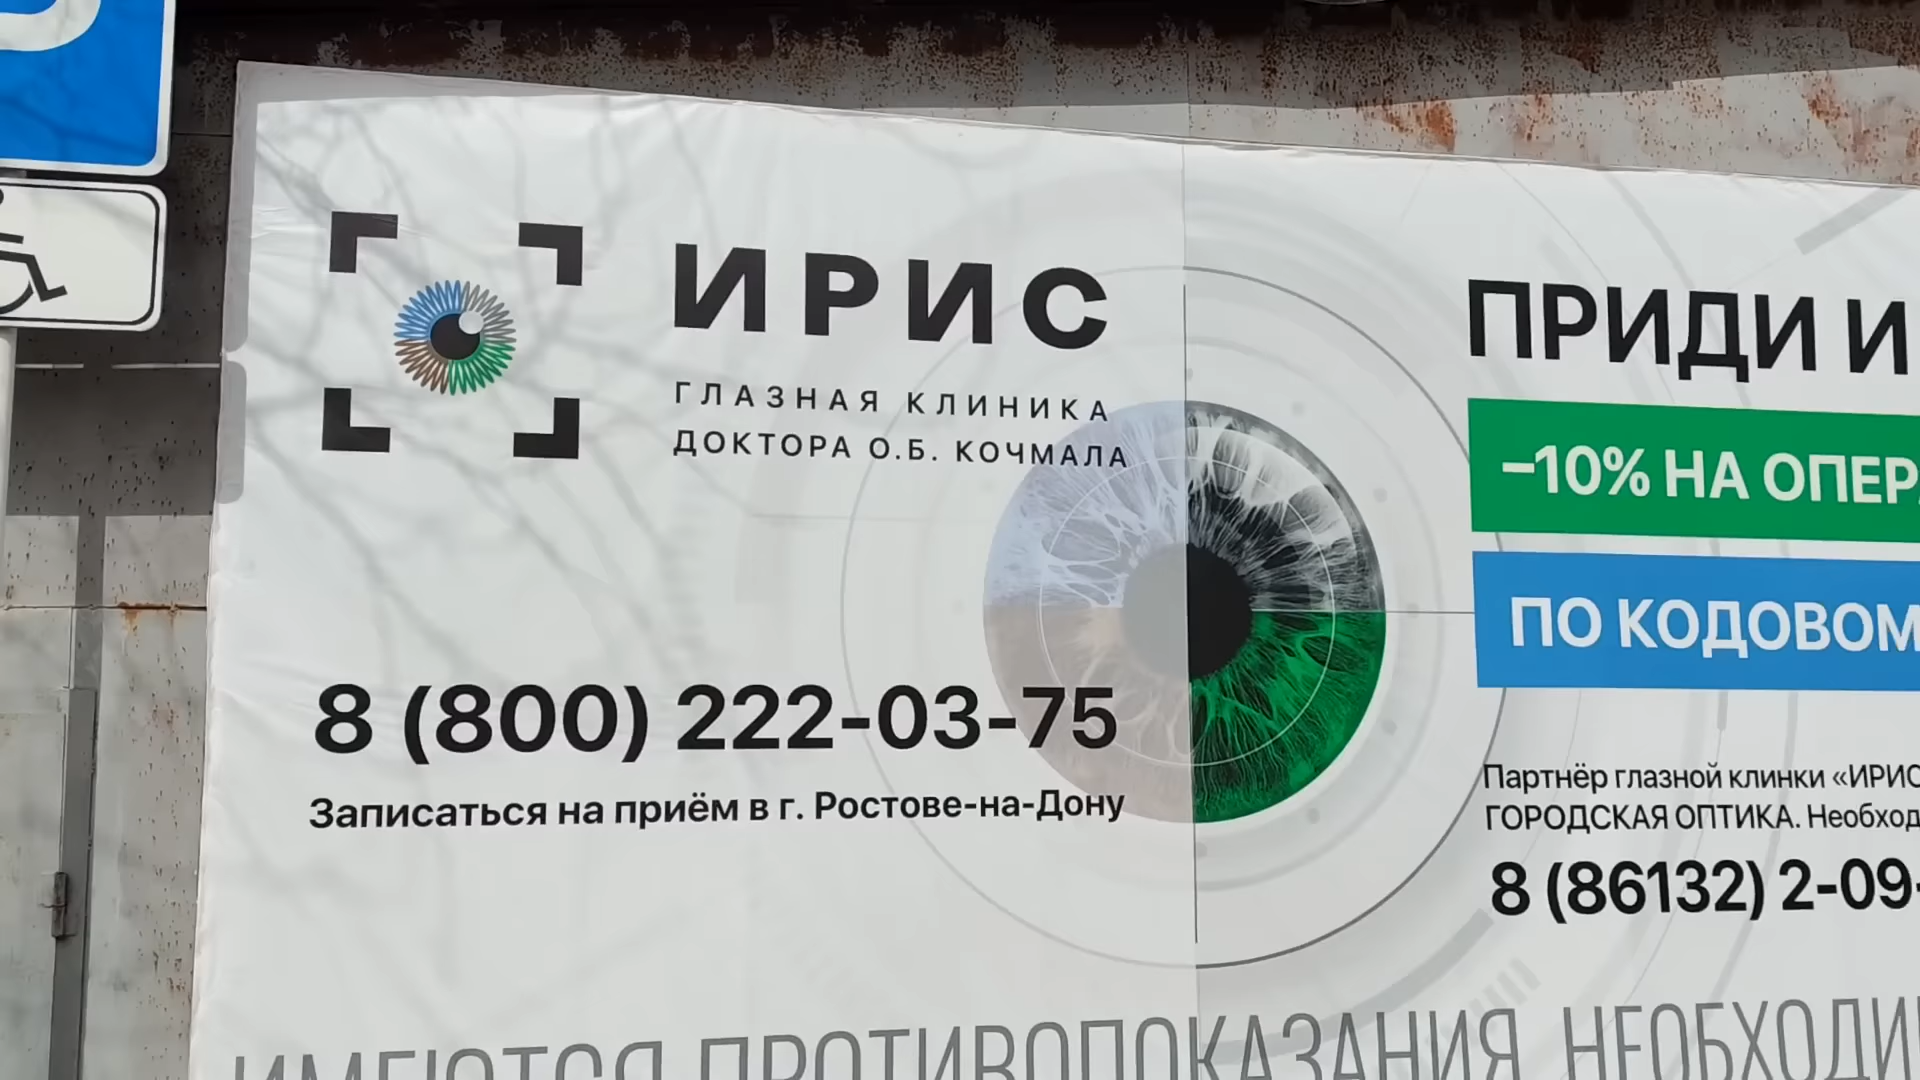 ИРИС
ГЛАЗНАЯ КЛИНИКА
ДОКТОРА О.Б. КОЧМАЛА
8 (800) 222-03-75
Записаться на приём в г. Ростове-на-Дону
ПРИДИ И
–10% НА ОПЕР
ПО КОДОВОМ
Партнёр глазной клинки «ИРИС
ГОРОДСКАЯ ОПТИКА. Необход
8 (86132) 2-09-
ИМЕЮТСЯ ПРОТИВОПОКАЗАНИЯ. НЕОБХОДИ